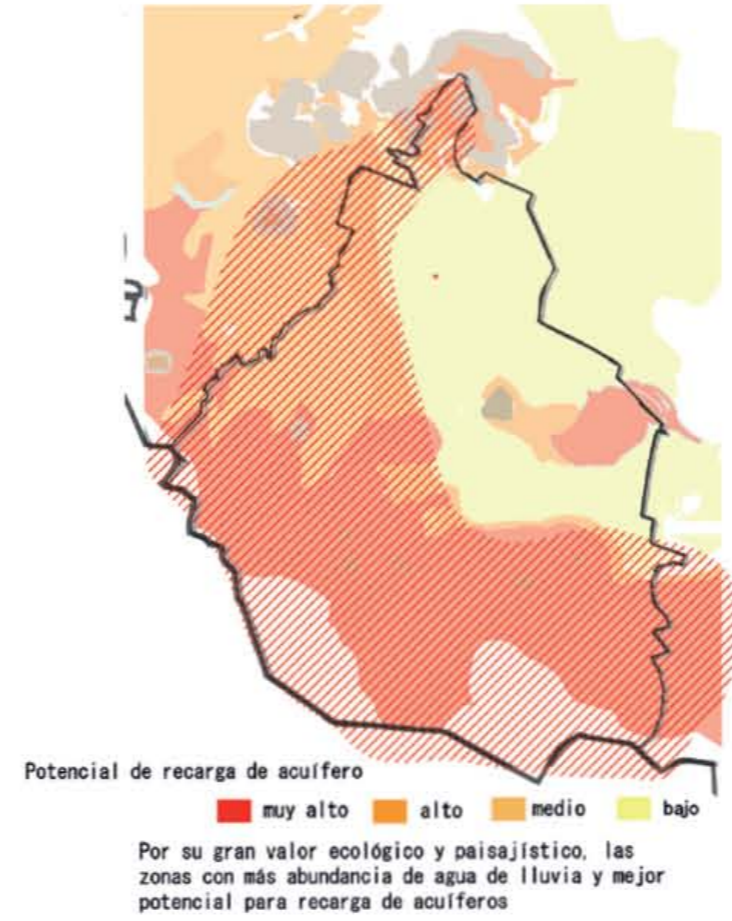 Potencial de recarga de acuífero
muy alto alto medio bajo
Por su gran valor ecológico y paisajístico, las
zonas con más abundancia de agua de lluvia y mejor
potencial para recarga de acuíferos